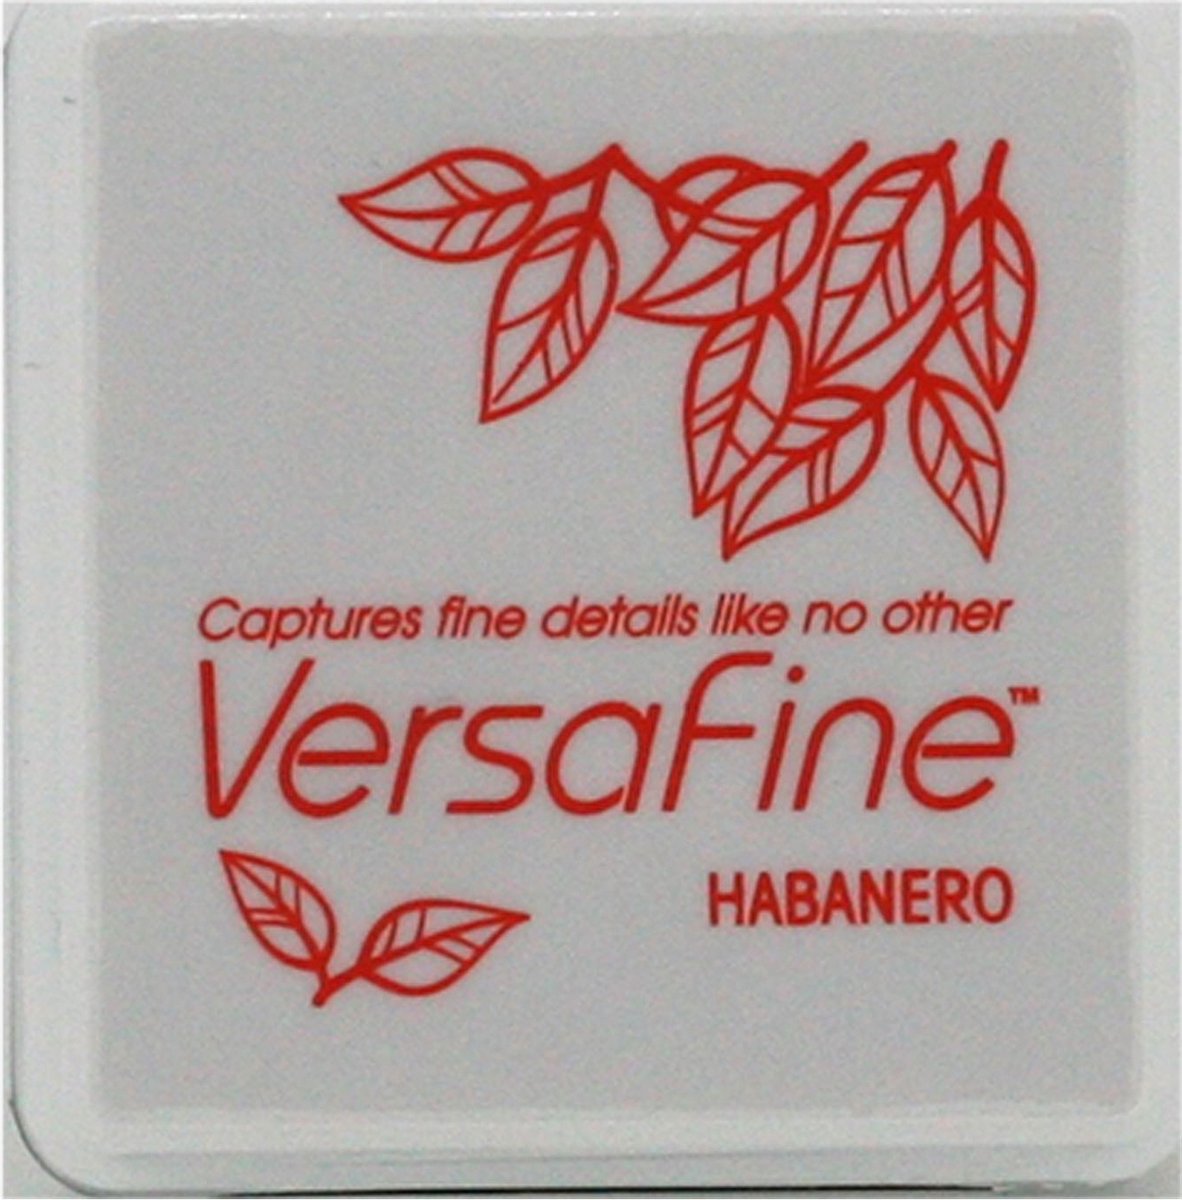 Captures fine details like no other
VersaFine™
HABANERO